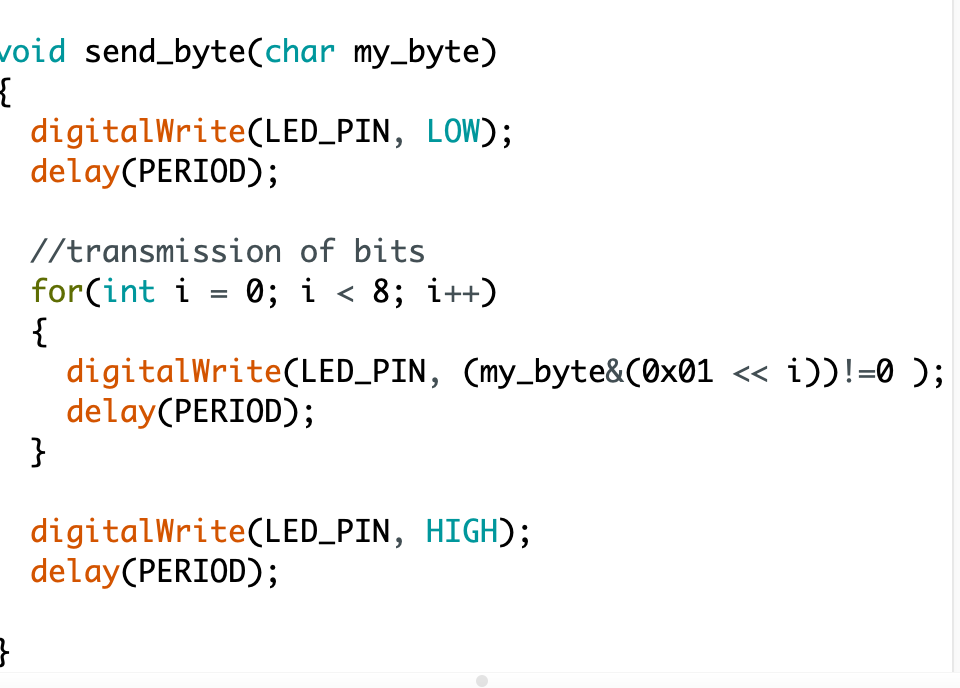 void send_byte(char my_byte)
{
  digitalWrite(LED_PIN, LOW);
  delay(PERIOD);

  //transmission of bits
  for(int i = 0; i < 8; i++)
  {
    digitalWrite(LED_PIN, (my_byte&(0x01 << i))!=0 );
    delay(PERIOD);
  }

  digitalWrite(LED_PIN, HIGH);
  delay(PERIOD);

}